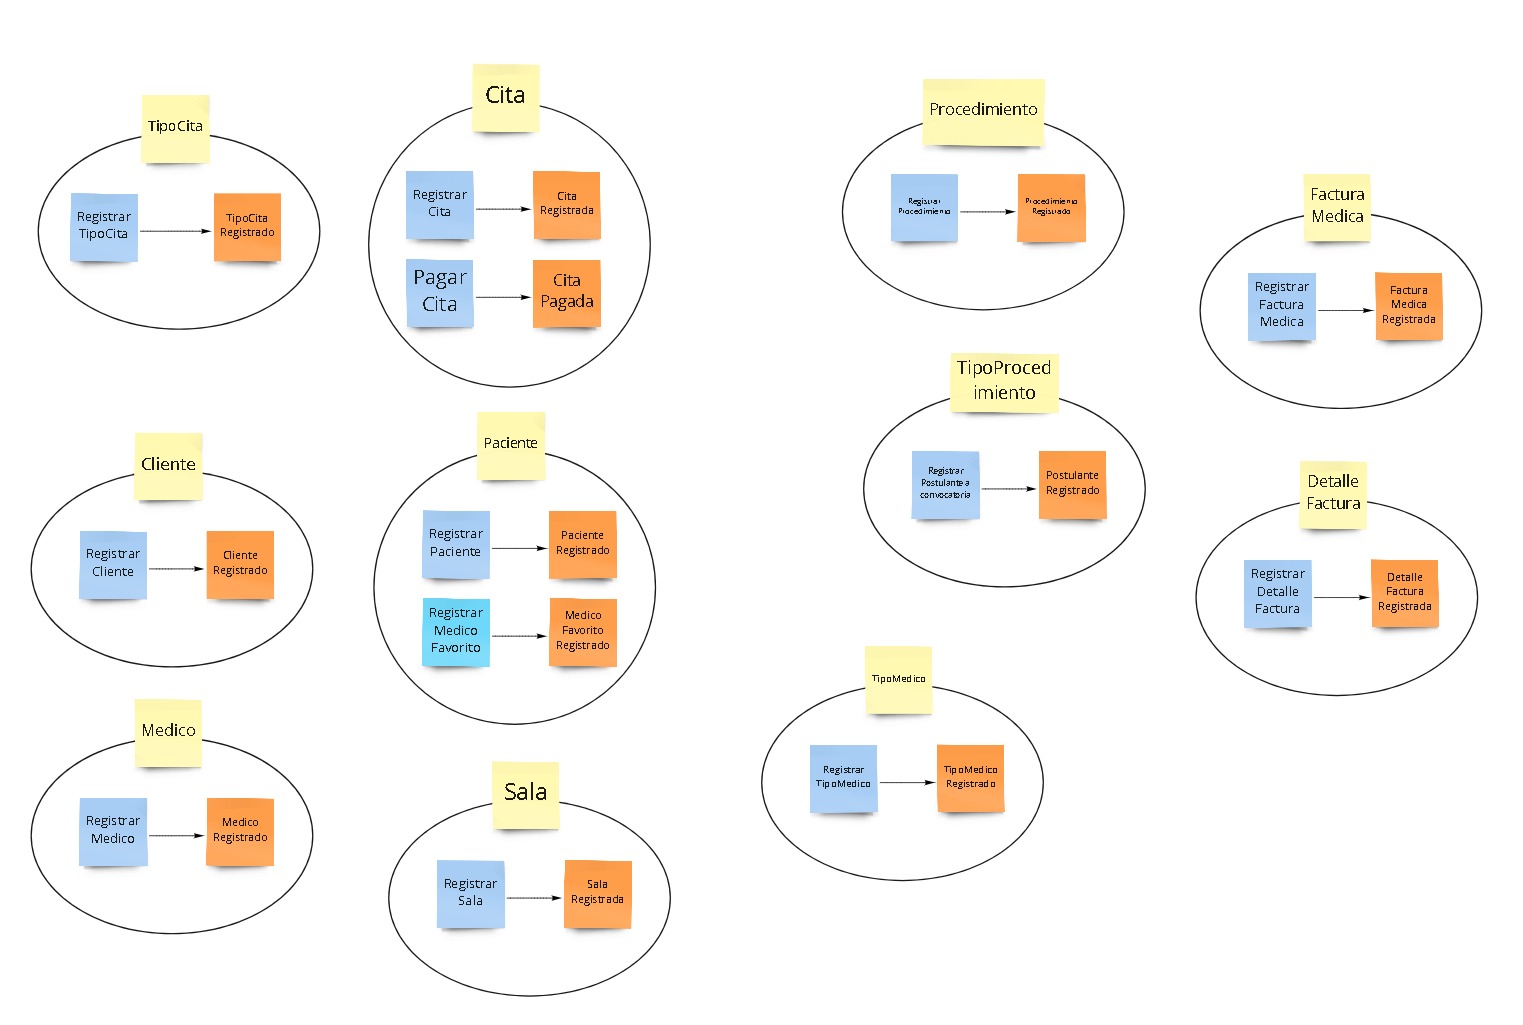 TipoCita
Registrar
TipoCita
TipoCita
Registrado
Cita
Registrar
Cita
Cita
Registrada
Pagar
Cita
Cita
Pagada
Cliente
Registrar
Cliente
Cliente
Registrado
Paciente
Registrar
Paciente
Paciente
Registrado
Registrar
Medico
Favorito
Medico
Favorito
Registrado
Medico
Registrar
Medico
Medico
Registrado
Sala
Registrar
Sala
Sala
Registrada
Procedimiento
Registrar
Procedimiento
Procedimiento
Registrado
TipoProced
imiento
Registrar
Postulante a
convocatoria
Postulante
Registrado
TipoMedico
Registrar
TipoMedico
TipoMedico
Registrado
Factura
Medica
Registrar
Factura
Medica
Factura
Medica
Registrada
Detalle
Factura
Registrar
Detalle
Factura
Detalle
Factura
Registrada